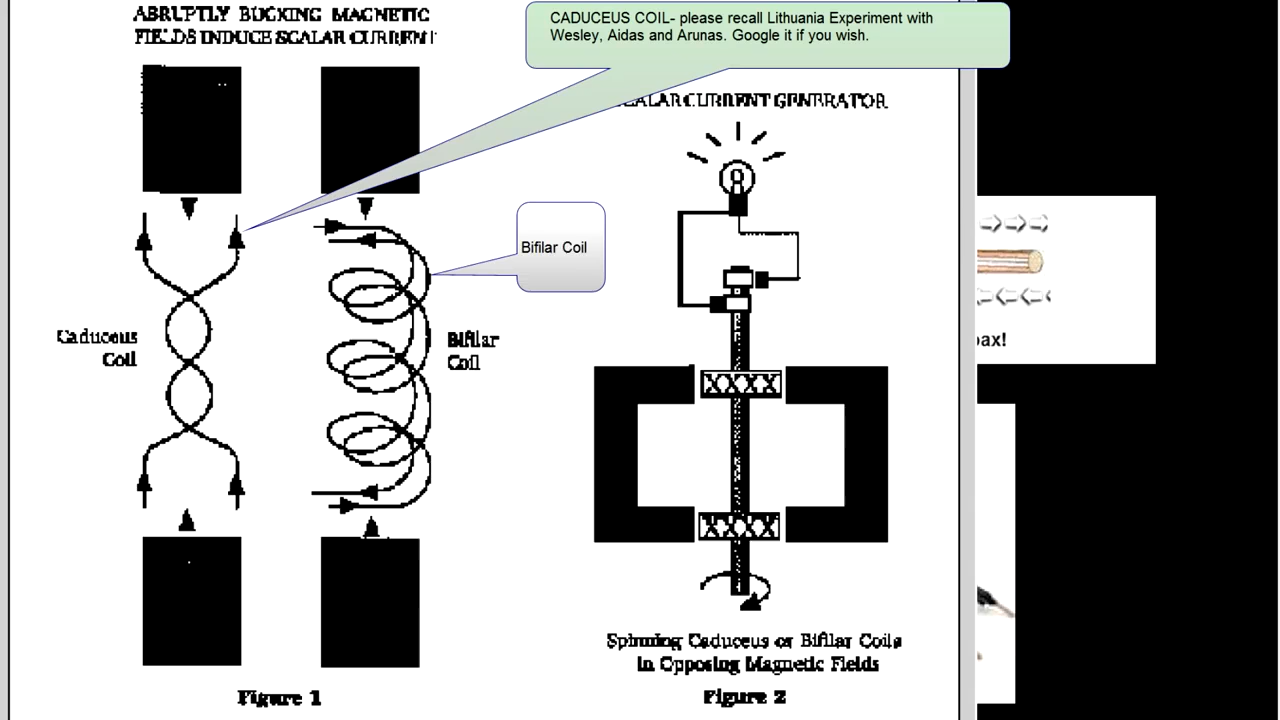 ABRUPTLY BUCKING MAGNETIC
FIELDS INDUCE SCALAR CURRENT
CADUCEUS COIL- please recall Lithuania Experiment with
Wesley, Aidas and Arunas. Google it if you wish.
SCALAR CURRENT GENERATOR
Bifilar Coil
Caduceus
Coil
Bifilar
Coil
oax!
Spinning Caduceus or Bifilar Coils
in Opposing Magnetic Fields
Figure 1
Figure 2